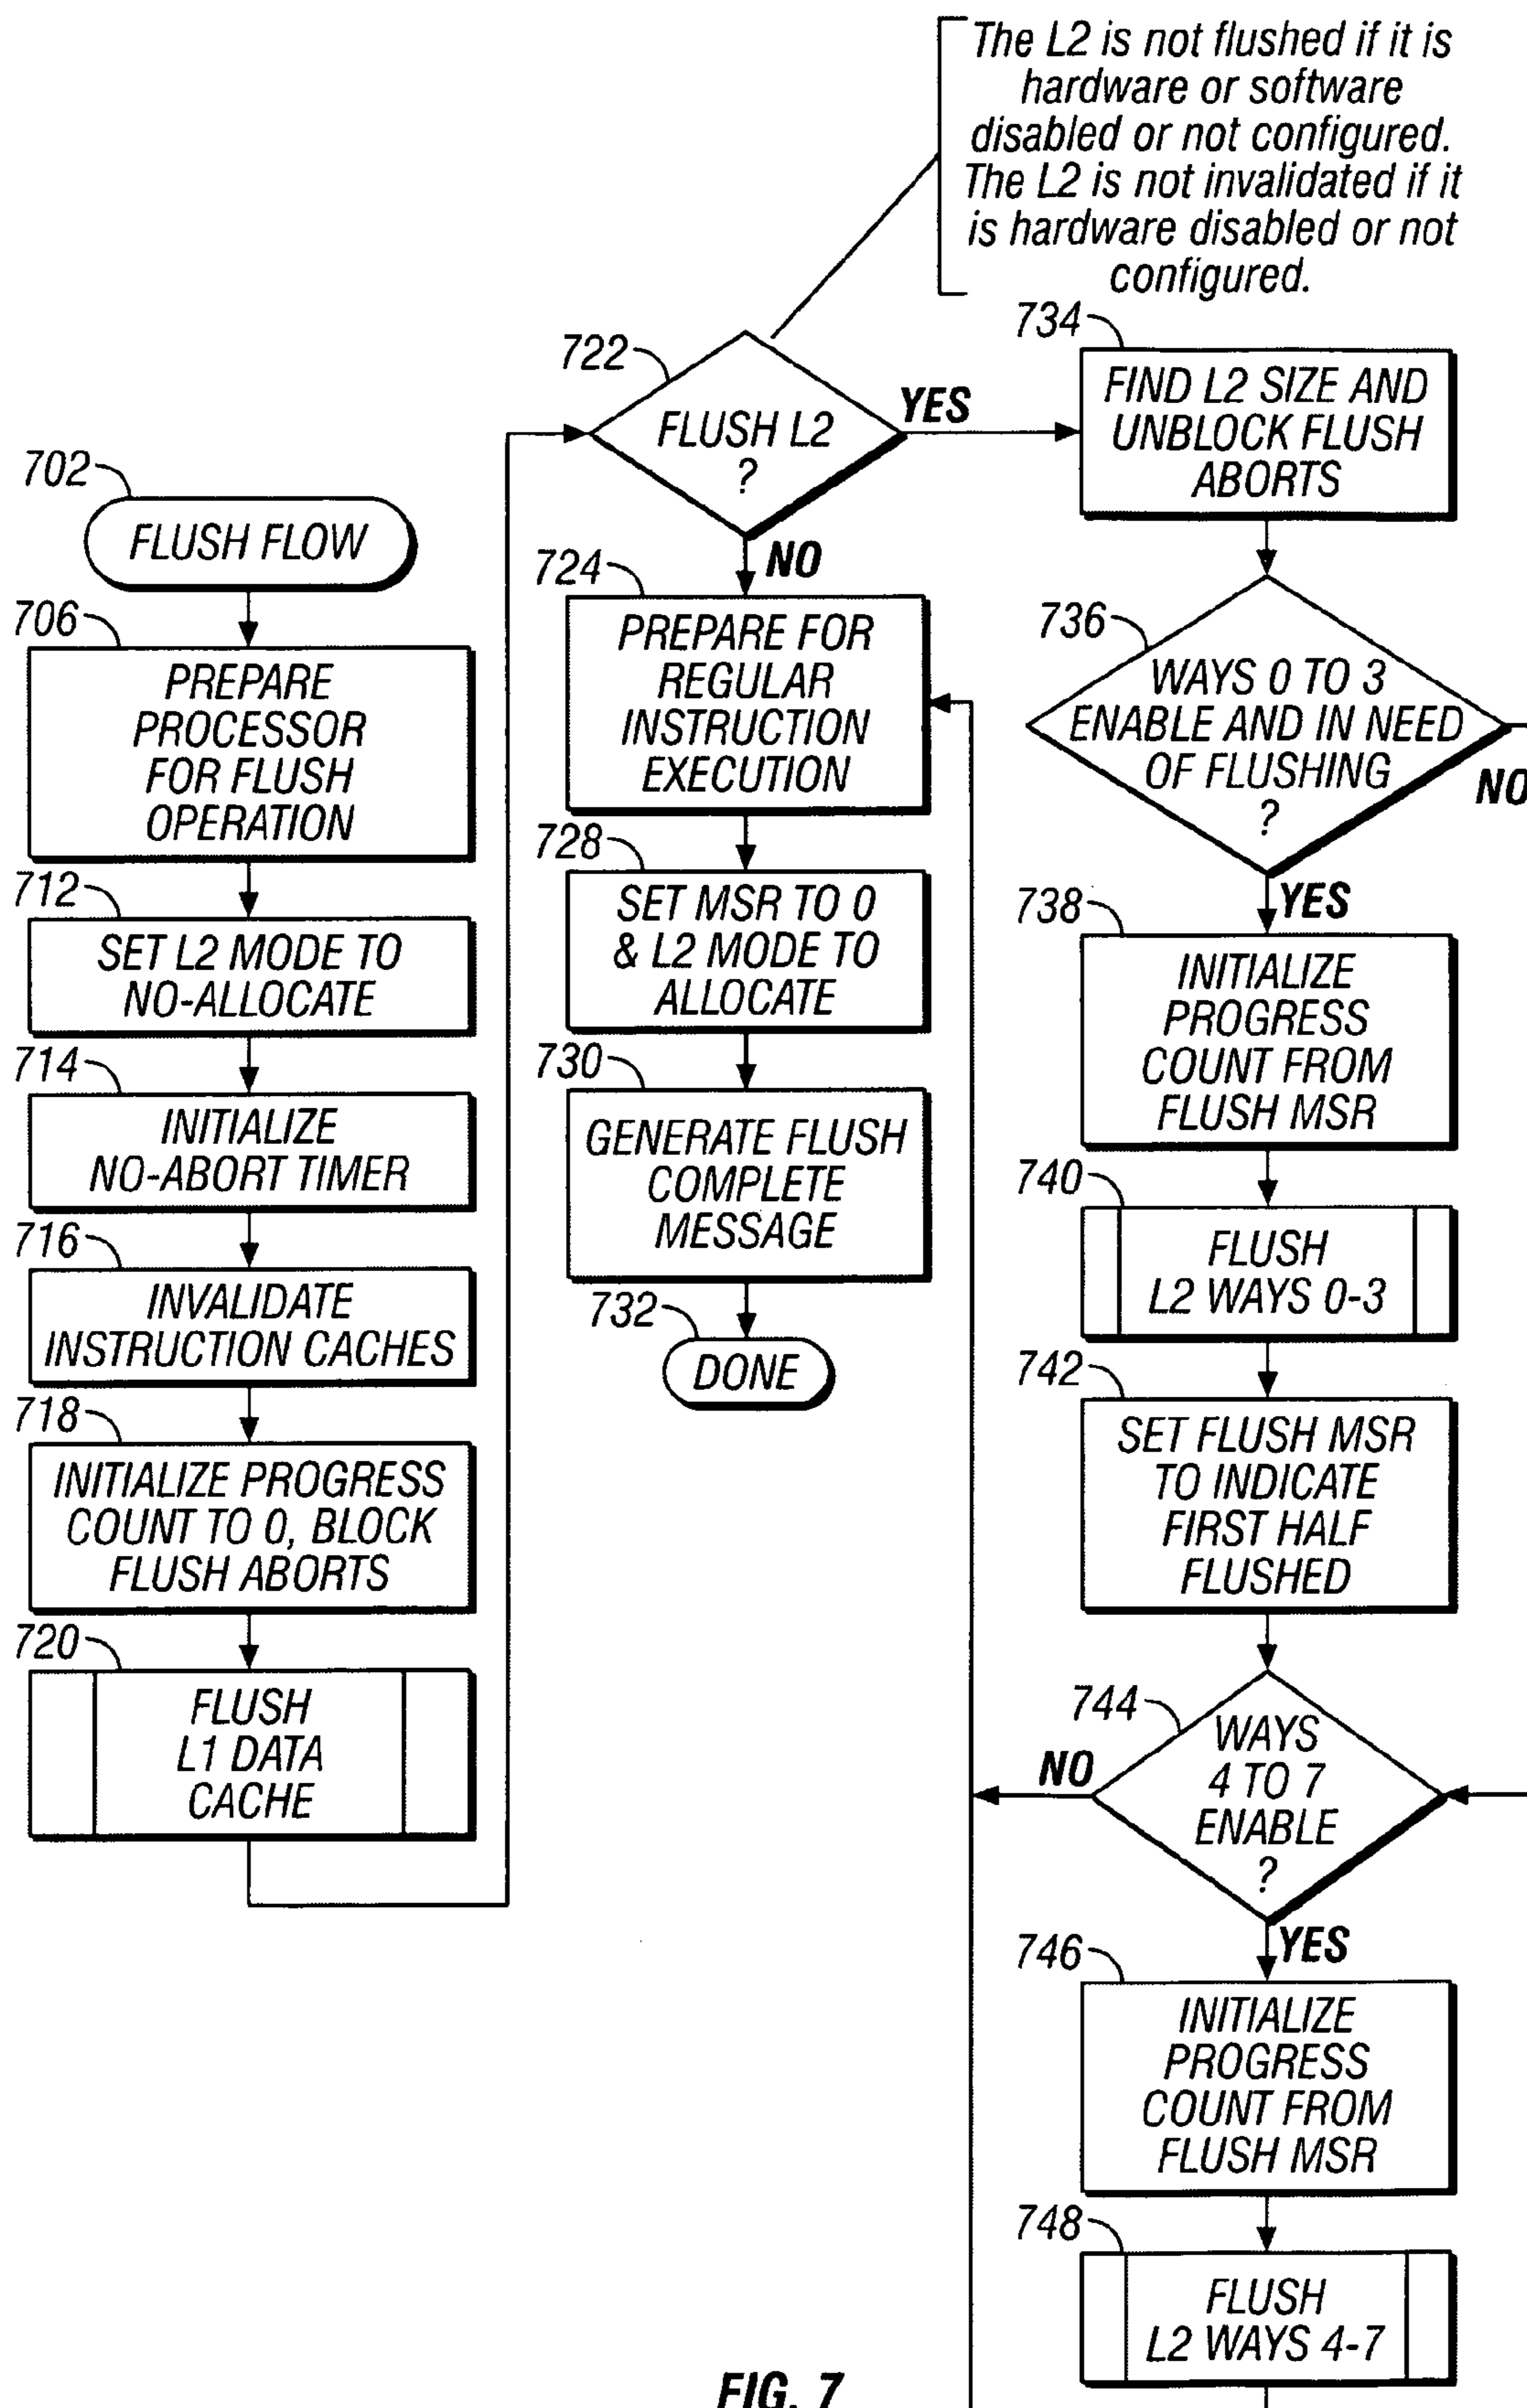 The L2 is not flushed if it is
hardware or software
disabled or not configured.
The L2 is not invalidated if it
is hardware disabled or not
configured.
702
FLUSH FLOW
706
PREPARE
PROCESSOR
FOR FLUSH
OPERATION
712
SET L2 MODE TO
NO-ALLOCATE
714
INITIALIZE
NO-ABORT TIMER
716
INVALIDATE
INSTRUCTION CACHES
718
INITIALIZE PROGRESS
COUNT TO 0, BLOCK
FLUSH ABORTS
720
FLUSH
L1 DATA
CACHE
722
FLUSH L2
?
YES
NO
724
PREPARE FOR
REGULAR
INSTRUCTION
EXECUTION
728
SET MSR TO 0
& L2 MODE TO
ALLOCATE
730
GENERATE FLUSH
COMPLETE
MESSAGE
732
DONE
734
FIND L2 SIZE AND
UNBLOCK FLUSH
ABORTS
736
WAYS 0 TO 3
ENABLE AND IN NEED
OF FLUSHING
?
NO
YES
738
INITIALIZE
PROGRESS
COUNT FROM
FLUSH MSR
740
FLUSH
L2 WAYS 0-3
742
SET FLUSH MSR
TO INDICATE
FIRST HALF
FLUSHED
744
WAYS
4 TO 7
ENABLE
?
NO
YES
746
INITIALIZE
PROGRESS
COUNT FROM
FLUSH MSR
748
FLUSH
L2 WAYS 4-7
FIG. 7